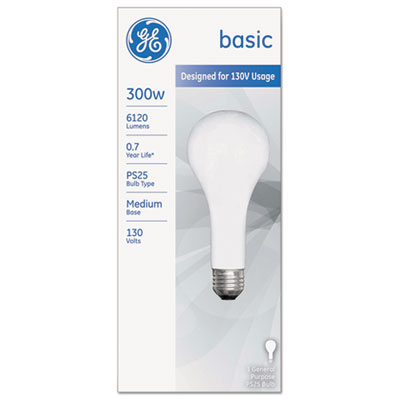 GE
basic
Designed for 130V Usage
300w
6120
Lumens
0.7
Year Life*
PS25
Bulb Type
Medium
Base
130
Volts
1 General
Purpose
PS25 Bulb